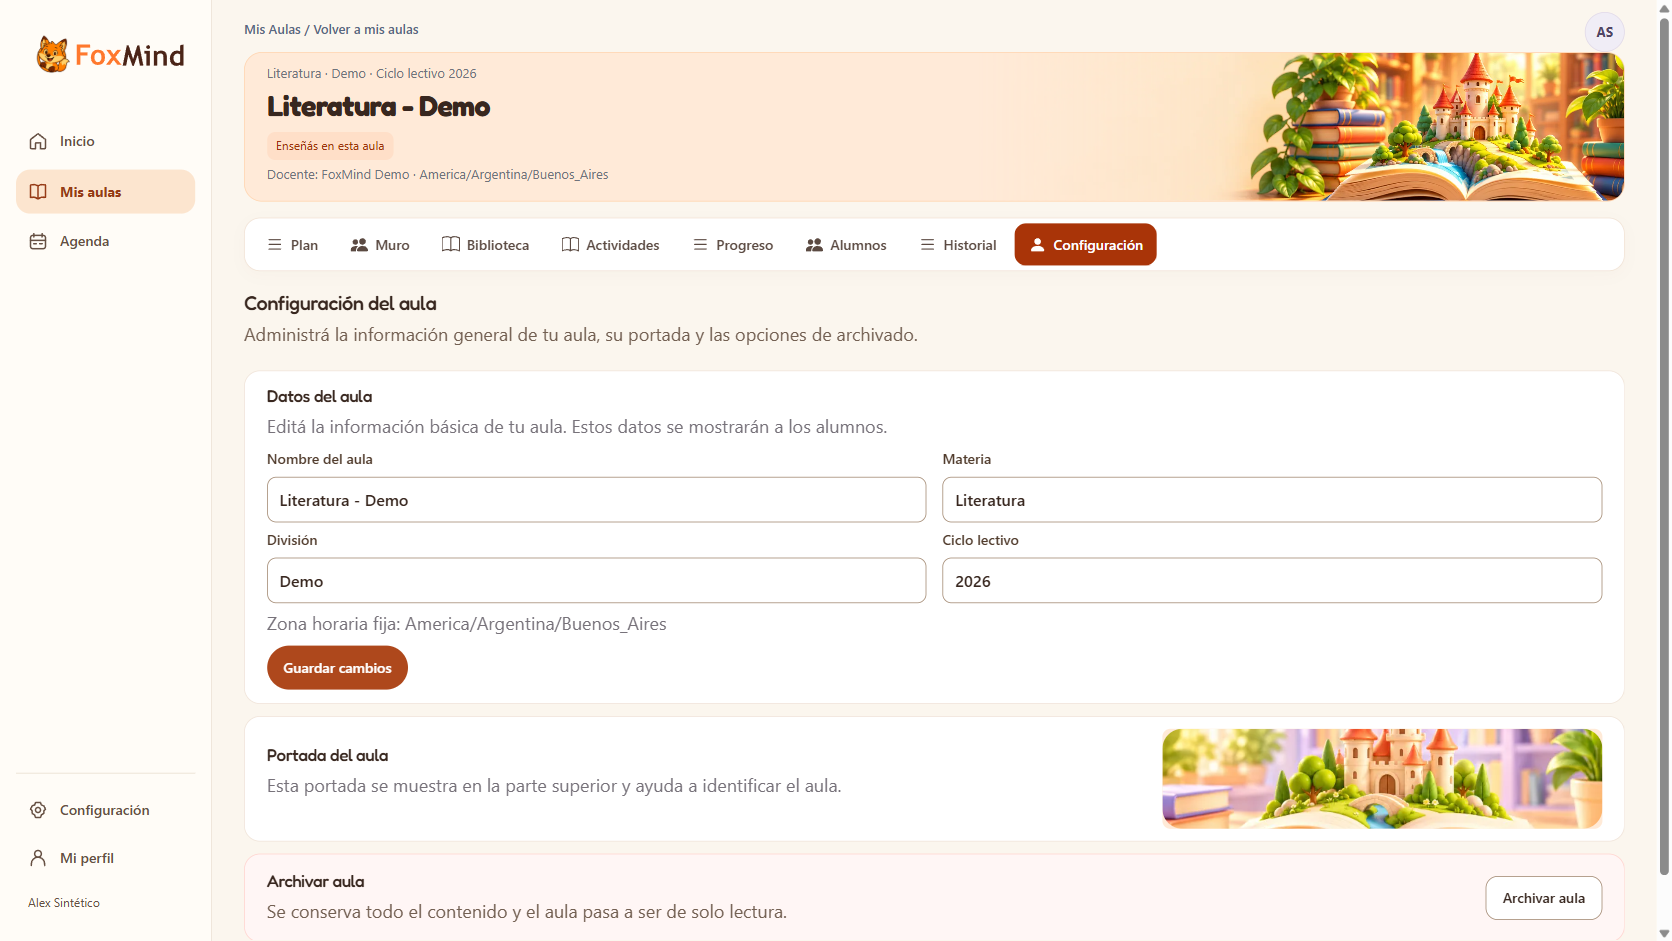 FoxMind
Inicio
Mis aulas
Agenda
Configuración
Mi perfil
Alex Sintético
Mis Aulas / Volver a mis aulas
AS
Literatura · Demo · Ciclo lectivo 2026
Literatura - Demo
Enseñás en esta aula
Docente: FoxMind Demo · America/Argentina/Buenos_Aires
Plan
Muro
Biblioteca
Actividades
Progreso
Alumnos
Historial
Configuración
Configuración del aula
Administrá la información general de tu aula, su portada y las opciones de archivado.
Datos del aula
Editá la información básica de tu aula. Estos datos se mostrarán a los alumnos.
Nombre del aula
Literatura - Demo
Materia
Literatura
División
Demo
Ciclo lectivo
2026
Zona horaria fija: America/Argentina/Buenos_Aires
Guardar cambios
Portada del aula
Esta portada se muestra en la parte superior y ayuda a identificar el aula.
Archivar aula
Se conserva todo el contenido y el aula pasa a ser de solo lectura.
Archivar aula